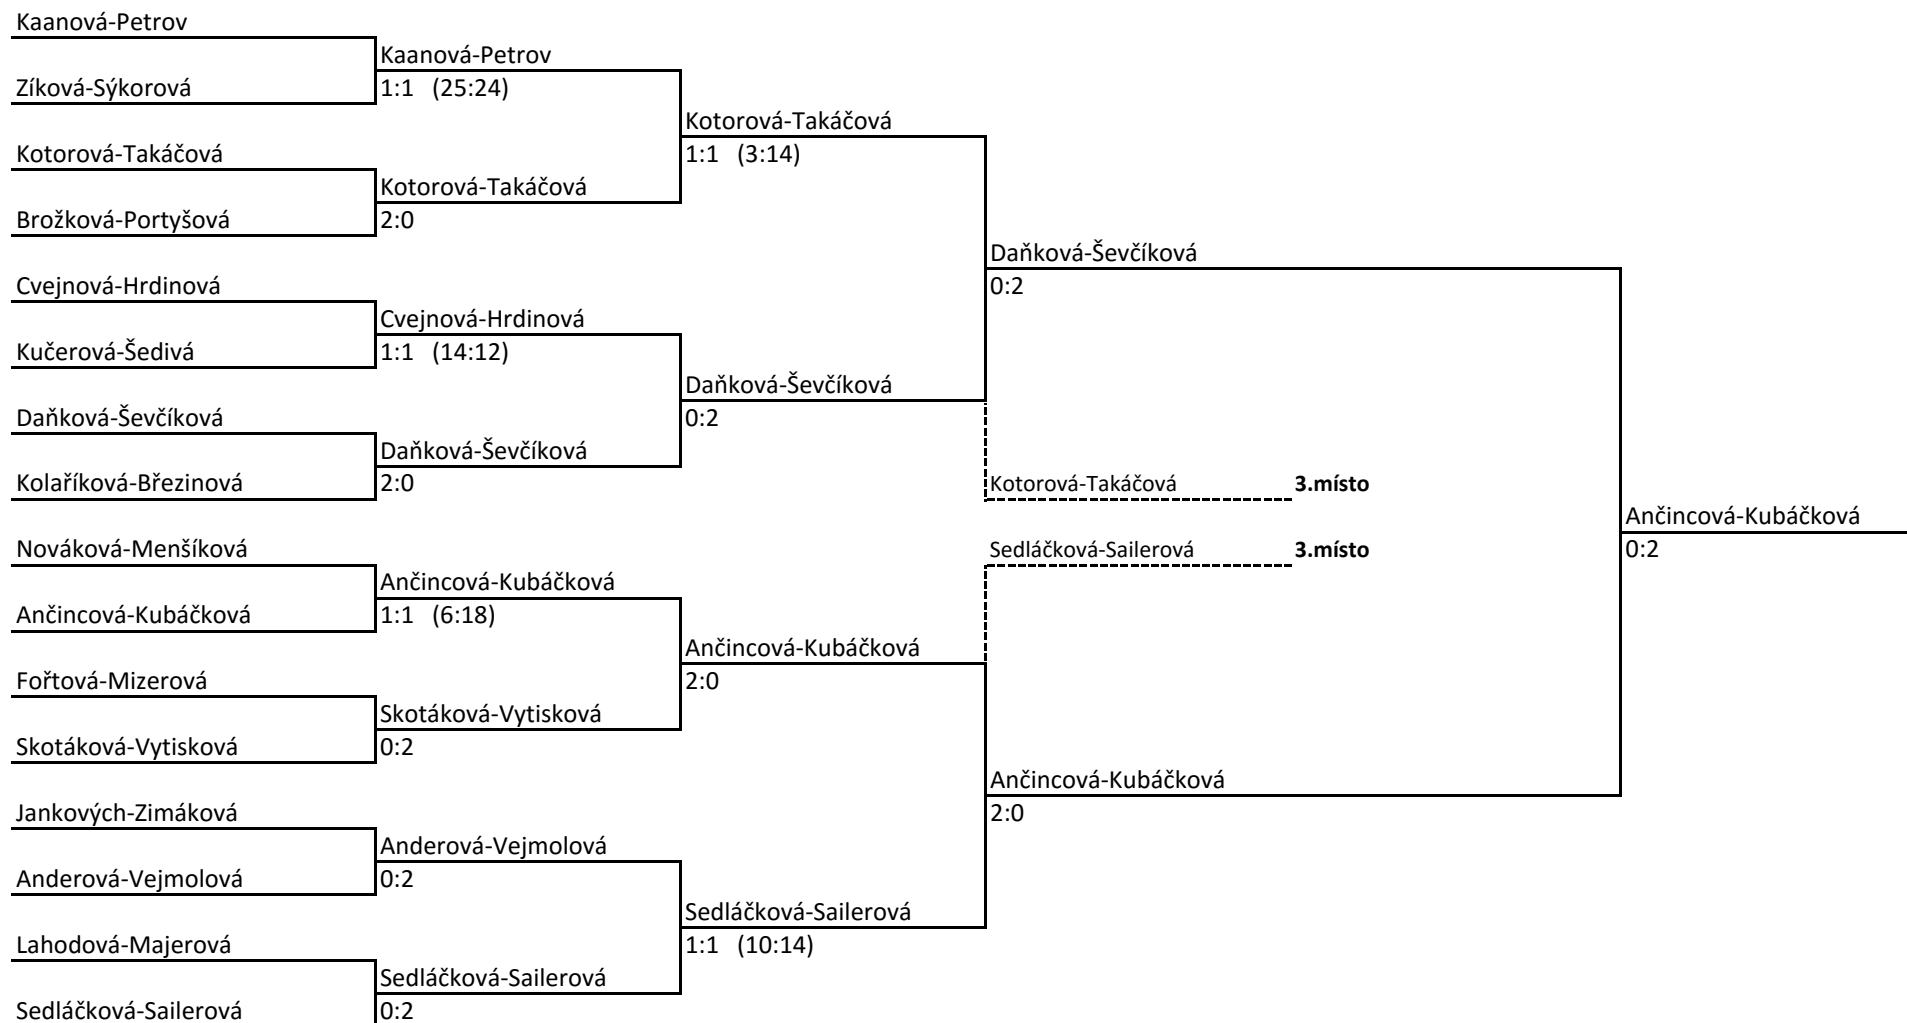 Kaanová-Petrov
Kaanová-Petrov
Zíková-Sýkorová
1:1 (25:24)
Kotorová-Takáčová
Kotorová-Takáčová
1:1 (3:14)
Kotorová-Takáčová
Brožková-Portyšová
2:0
Daňková-Ševčíková
Cvejnová-Hrdinová
0:2
Cvejnová-Hrdinová
Kučerová-Šedivá
1:1 (14:12)
Daňková-Ševčíková
Daňková-Ševčíková
0:2
Daňková-Ševčíková
Kolaříková-Březinová
2:0
Kotorová-Takáčová 3.místo
Ančincová-Kubáčková
Nováková-Menšíková
Sedláčková-Sailerová 3.místo
0:2
Ančincová-Kubáčková
Ančincová-Kubáčková
1:1 (6:18)
Ančincová-Kubáčková
Fořtová-Mizerová
2:0
Skotáková-Vytisková
Skotáková-Vytisková
0:2
Ančincová-Kubáčková
Jankových-Zimáková
2:0
Anderová-Vejmolová
Anderová-Vejmolová
0:2
Sedláčková-Sailerová
Lahodová-Majerová
1:1 (10:14)
Sedláčková-Sailerová
Sedláčková-Sailerová
0:2